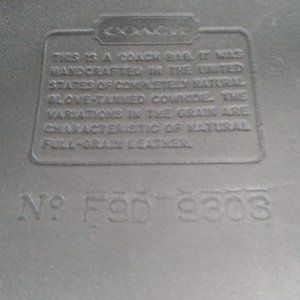 COACH
THIS IS A COACH BAG. IT WAS
HANDCRAFTED IN THE UNITED
STATES OF COMPLETELY NATURAL
GLOVE-TANNED COWHIDE. THE
VARIATIONS IN THE GRAIN ARE
CHARACTERISTIC OF NATURAL
FULL-GRAIN LEATHER.
Nº F9D-9303